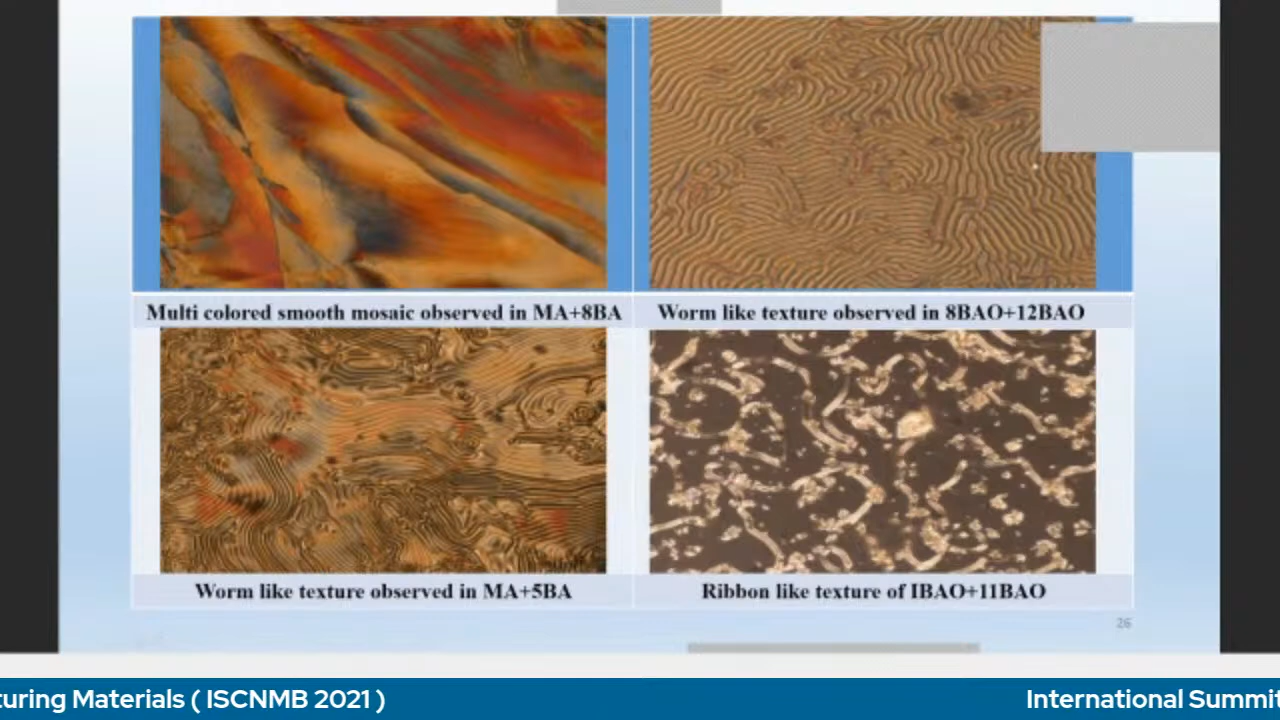 Multi colored smooth mosaic observed in MA+8BA
Worm like texture observed in 8BAO+12BAO
Worm like texture observed in MA+5BA
Ribbon like texture of IBAO+11BAO
26
turing Materials ( ISCNMB 2021 )
International Summit